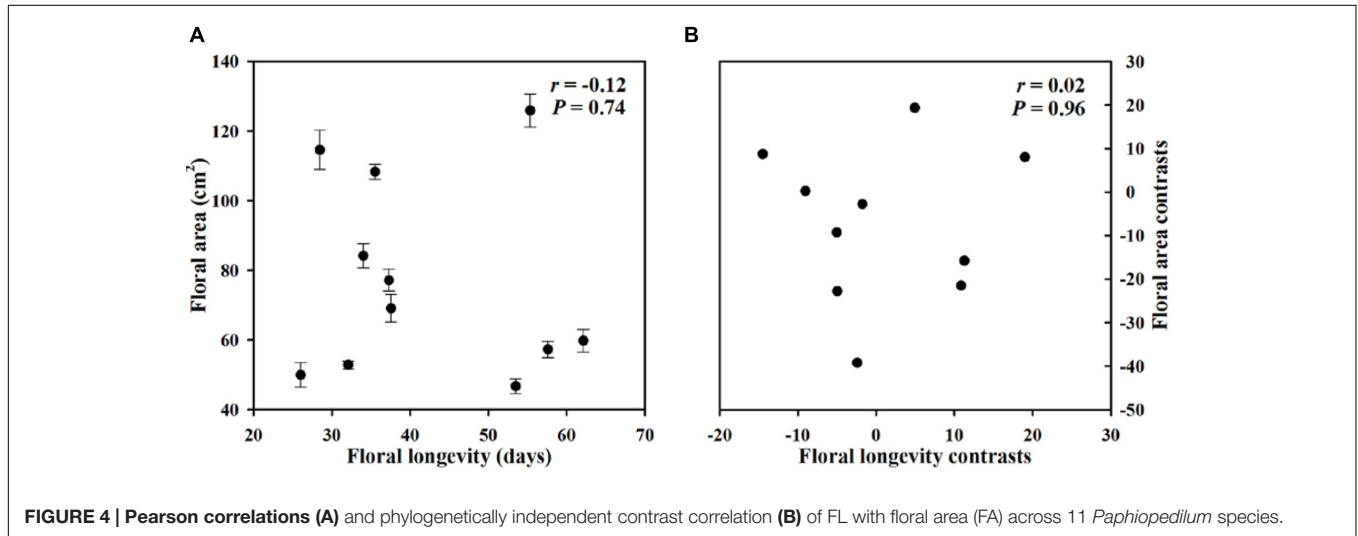 A
B
140
120
100
80
60
40
Floral area (cm²)
r = -0.12
P = 0.74
20 30 40 50 60 70
Floral longevity (days)
r = 0.02
P = 0.96
30
20
10
0
-10
-20
-30
-40
-50
Floral area contrasts
-20 -10 0 10 20 30
Floral longevity contrasts
FIGURE 4 | Pearson correlations (A) and phylogenetically independent contrast correlation (B) of FL with floral area (FA) across 11 Paphiopedilum species.